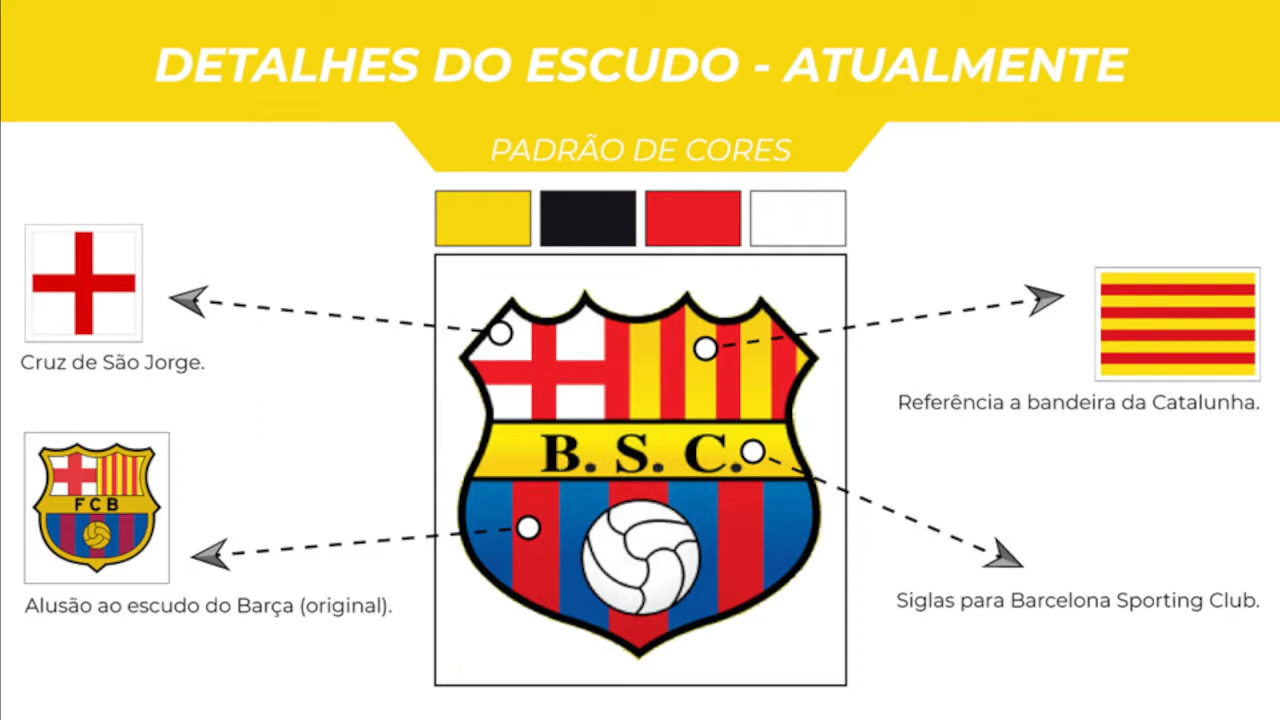 DETALHES DO ESCUDO - ATUALMENTE
PADRÃO DE CORES
Cruz de São Jorge.
Referência a bandeira da Catalunha.
B. S. C.
FCB
Alusão ao escudo do Barça (original).
Siglas para Barcelona Sporting Club.